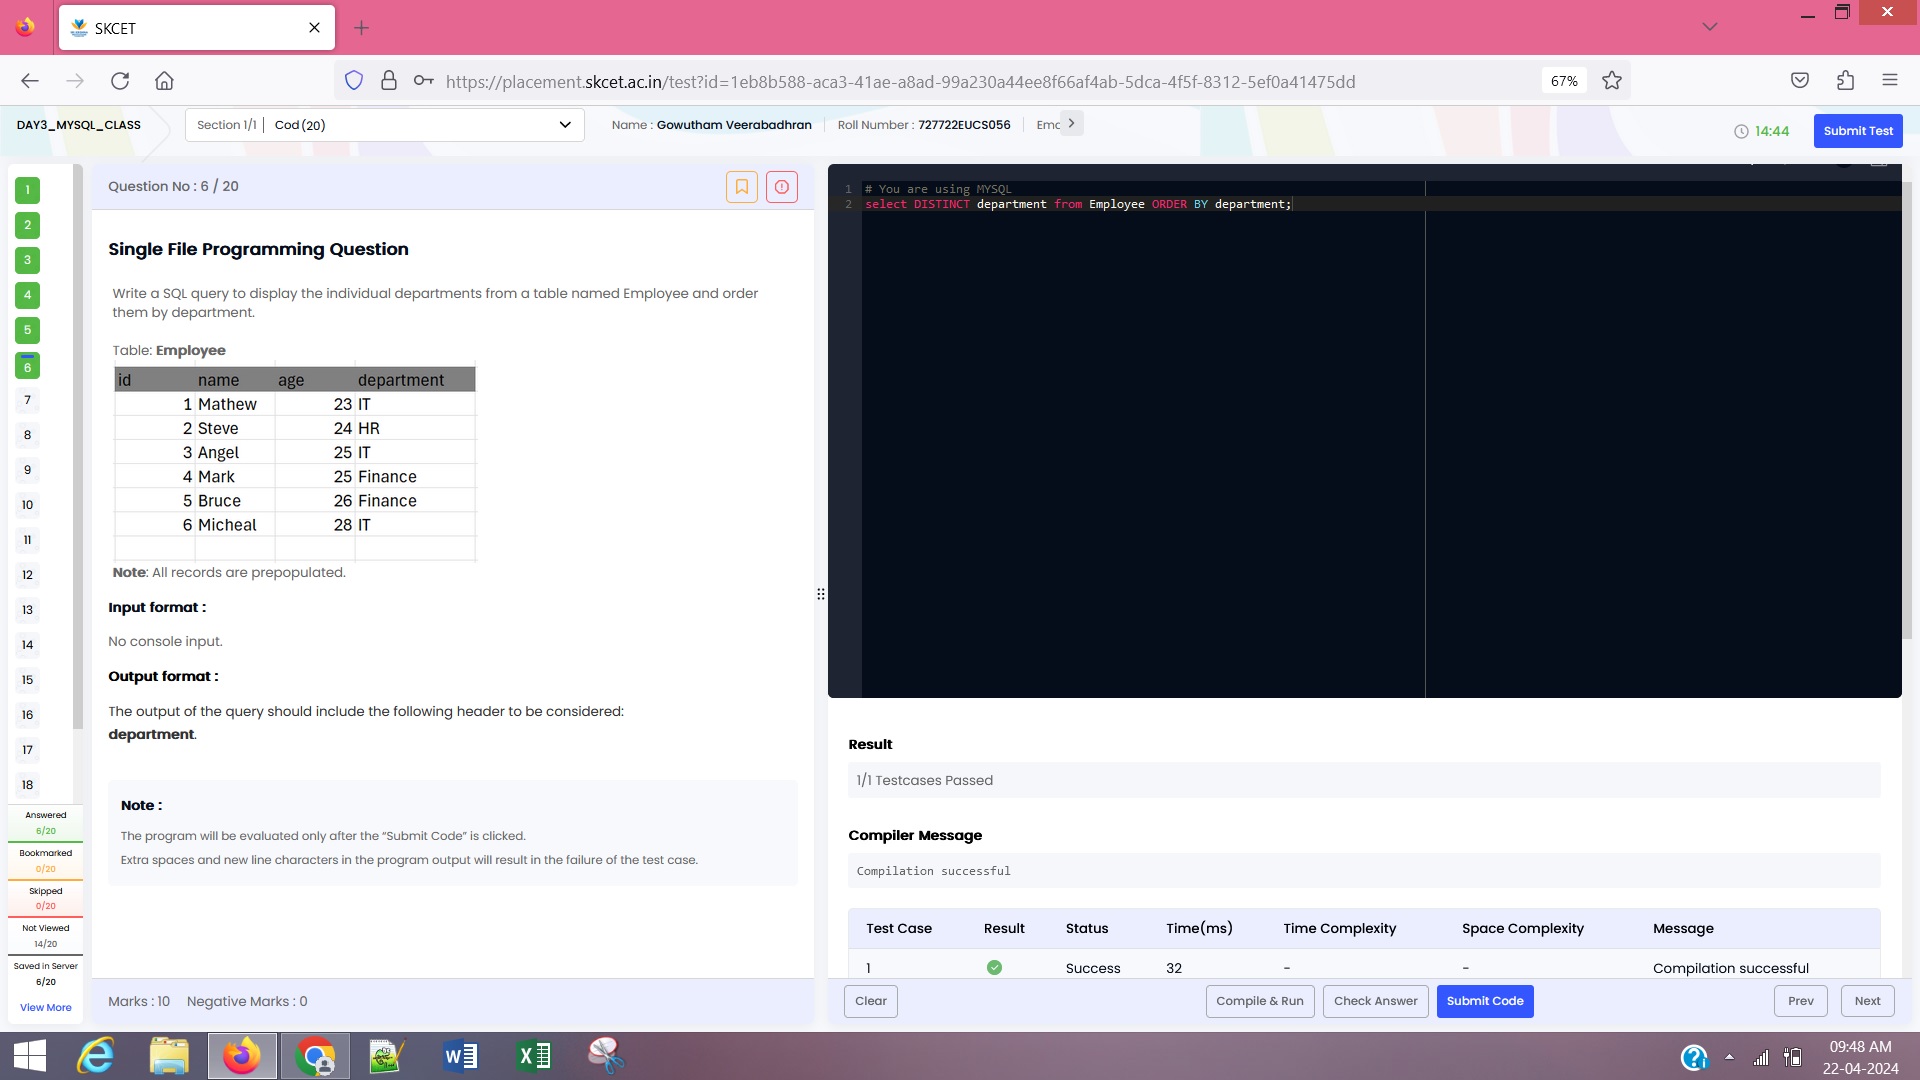 SKCET
https://placement.skcet.ac.in/test?id=1eb8b588-aca3-41ae-a8ad-99a230a44ee8f66af4ab-5dca-4f5f-8312-5ef0a41475dd
67%
DAY3_MYSQL_CLASS
Section 1/1 | Cod (20)
Name : Gowutham Veerabadhran
Roll Number : 727722EUCS056
Emc
14:44
Submit Test
1
2
3
4
5
6
7
8
9
10
11
12
13
14
15
16
17
18
Answered
6/20
Bookmarked
0/20
Skipped
0/20
Not Viewed
14/20
Saved in Server
6/20
View More
Question No : 6 / 20
Single File Programming Question
Write a SQL query to display the individual departments from a table named Employee and order
them by department.
Table: Employee
id name age department
1 Mathew 23 IT
2 Steve 24 HR
3 Angel 25 IT
4 Mark 25 Finance
5 Bruce 26 Finance
6 Micheal 28 IT
Note: All records are prepopulated.
Input format :
No console input.
Output format :
The output of the query should include the following header to be considered:
department.
Note :
The program will be evaluated only after the “Submit Code” is clicked.
Extra spaces and new line characters in the program output will result in the failure of the test case.
Marks : 10 Negative Marks : 0
1 # You are using MYSQL
2 select DISTINCT department from Employee ORDER BY department;
Result
1/1 Testcases Passed
Compiler Message
Compilation successful
Test Case Result Status Time(ms) Time Complexity Space Complexity Message
1 Success 32 - - Compilation successful
Clear
Compile & Run
Check Answer
Submit Code
Prev
Next
09:48 AM
22-04-2024